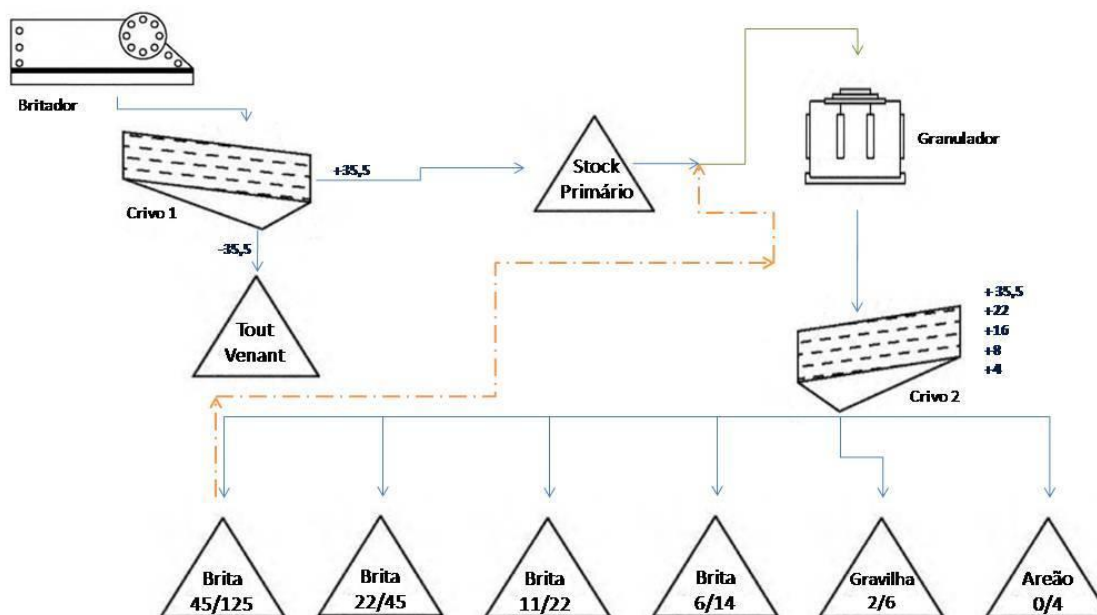 Britador
Crivo 1
+35,5
-35,5
Tout
Venant
Stock
Primário
Granulador
+35,5
+22
+16
+8
+4
Crivo 2
Brita
45/125
Brita
22/45
Brita
11/22
Brita
6/14
Gravilha
2/6
Areão
0/4